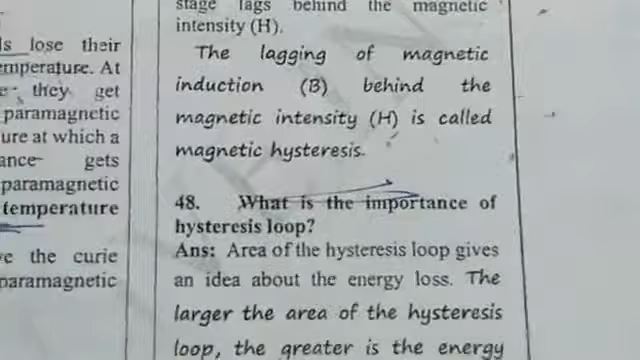 lose their
temperature. At
they get
paramagnetic
ure at which a
ance- gets
paramagnetic
temperature
the curie
paramagnetic
stage lags behind the magnetic
intensity (H).
The lagging of magnetic
induction (B) behind the
magnetic intensity (H) is called
magnetic hysteresis.
48. What is the importance of
hysteresis loop?
Ans: Area of the hysteresis loop gives
an idea about the energy loss. The
larger the area of the hysteresis
loop, the greater is the energy